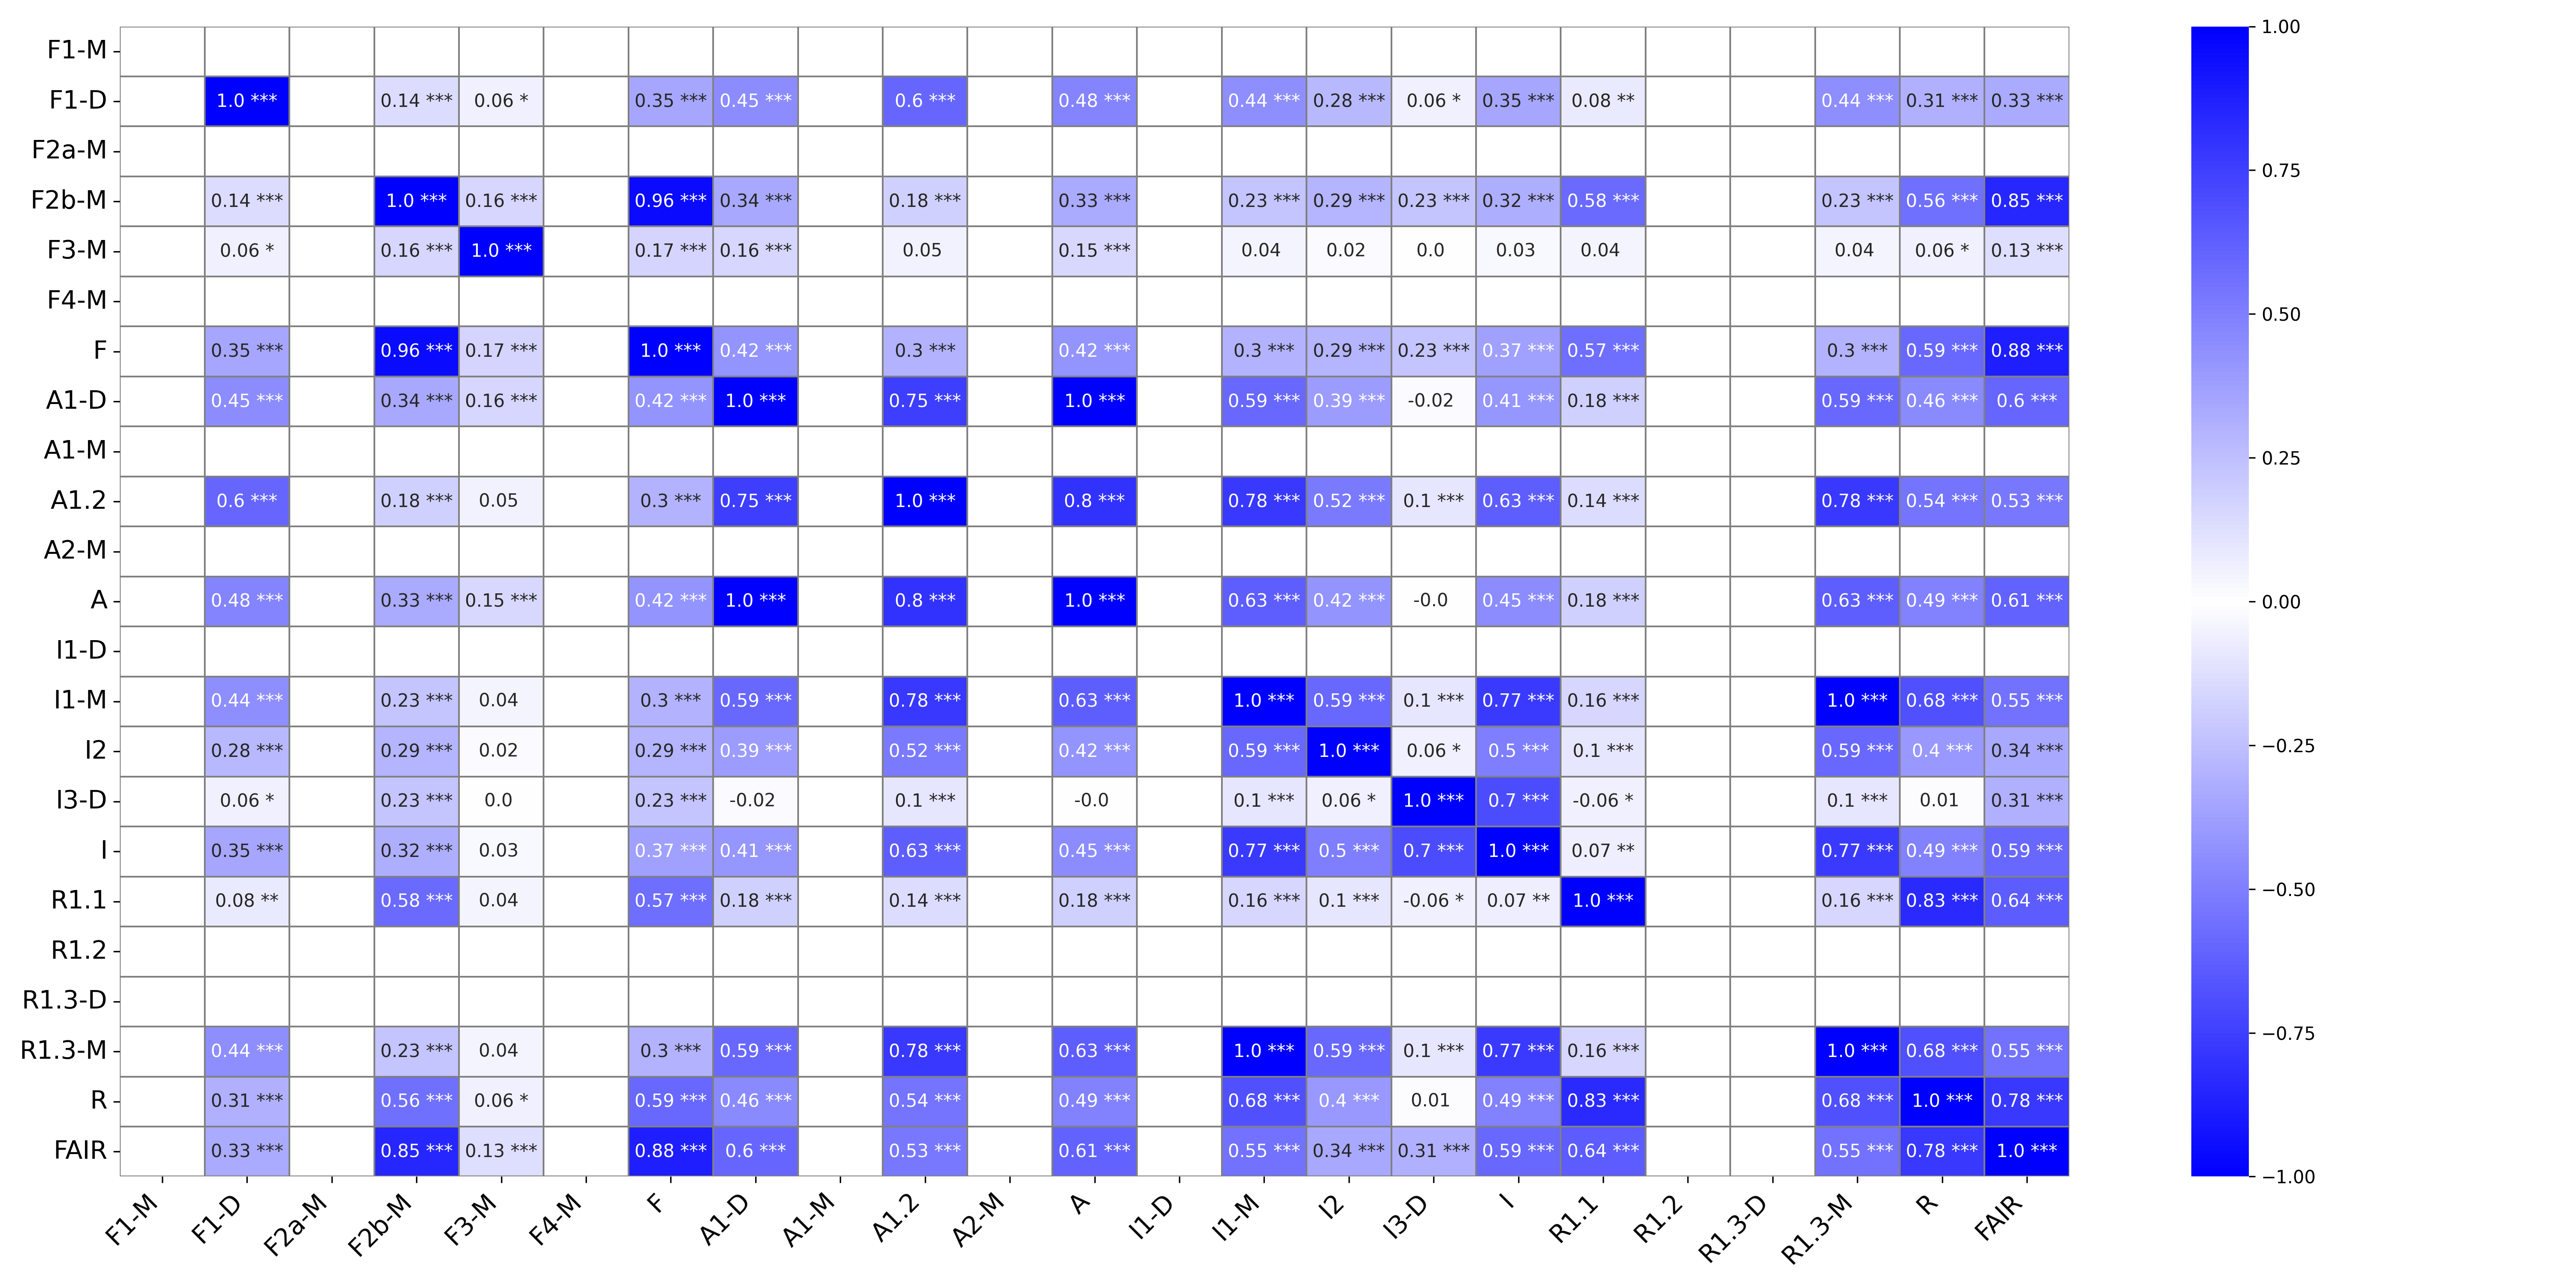 F1-M
F1-D 1.0 *** 0.14 *** 0.06 * 0.35 *** 0.45 *** 0.6 *** 0.48 *** 0.44 *** 0.28 *** 0.06 * 0.35 *** 0.08 ** 0.44 *** 0.31 *** 0.33 ***
F2a-M
F2b-M 0.14 *** 1.0 *** 0.16 *** 0.96 *** 0.34 *** 0.18 *** 0.33 *** 0.23 *** 0.29 *** 0.23 *** 0.32 *** 0.58 *** 0.23 *** 0.56 *** 0.85 ***
F3-M 0.06 * 0.16 *** 1.0 *** 0.17 *** 0.16 *** 0.05 0.15 *** 0.04 0.02 0.0 0.03 0.04 0.04 0.06 * 0.13 ***
F4-M
F 0.35 *** 0.96 *** 0.17 *** 1.0 *** 0.42 *** 0.3 *** 0.42 *** 0.3 *** 0.29 *** 0.23 *** 0.37 *** 0.57 *** 0.3 *** 0.59 *** 0.88 ***
A1-D 0.45 *** 0.34 *** 0.16 *** 0.42 *** 1.0 *** 0.75 *** 1.0 *** 0.59 *** 0.39 *** -0.02 0.41 *** 0.18 *** 0.59 *** 0.46 *** 0.6 ***
A1-M
A1.2 0.6 *** 0.18 *** 0.05 0.3 *** 0.75 *** 1.0 *** 0.8 *** 0.78 *** 0.52 *** 0.1 *** 0.63 *** 0.14 *** 0.78 *** 0.54 *** 0.53 ***
A2-M
A 0.48 *** 0.33 *** 0.15 *** 0.42 *** 1.0 *** 0.8 *** 1.0 *** 0.63 *** 0.42 *** -0.0 0.45 *** 0.18 *** 0.63 *** 0.49 *** 0.61 ***
I1-D
I1-M 0.44 *** 0.23 *** 0.04 0.3 *** 0.59 *** 0.78 *** 0.63 *** 1.0 *** 0.59 *** 0.1 *** 0.77 *** 0.16 *** 1.0 *** 0.68 *** 0.55 ***
I2 0.28 *** 0.29 *** 0.02 0.29 *** 0.39 *** 0.52 *** 0.42 *** 0.59 *** 1.0 *** 0.06 * 0.5 *** 0.1 *** 0.59 *** 0.4 *** 0.34 ***
I3-D 0.06 * 0.23 *** 0.0 0.23 *** -0.02 0.1 *** -0.0 0.1 *** 0.06 * 1.0 *** 0.7 *** -0.06 * 0.1 *** 0.01 0.31 ***
I 0.35 *** 0.32 *** 0.03 0.37 *** 0.41 *** 0.63 *** 0.45 *** 0.77 *** 0.5 *** 0.7 *** 1.0 *** 0.07 ** 0.77 *** 0.49 *** 0.59 ***
R1.1 0.08 ** 0.58 *** 0.04 0.57 *** 0.18 *** 0.14 *** 0.18 *** 0.16 *** 0.1 *** -0.06 * 0.07 ** 1.0 *** 0.16 *** 0.83 *** 0.64 ***
R1.2
R1.3-D
R1.3-M 0.44 *** 0.23 *** 0.04 0.3 *** 0.59 *** 0.78 *** 0.63 *** 1.0 *** 0.59 *** 0.1 *** 0.77 *** 0.16 *** 1.0 *** 0.68 *** 0.55 ***
R 0.31 *** 0.56 *** 0.06 * 0.59 *** 0.46 *** 0.54 *** 0.49 *** 0.68 *** 0.4 *** 0.01 0.49 *** 0.83 *** 0.68 *** 1.0 *** 0.78 ***
FAIR 0.33 *** 0.85 *** 0.13 *** 0.88 *** 0.6 *** 0.53 *** 0.61 *** 0.55 *** 0.34 *** 0.31 *** 0.59 *** 0.64 *** 0.55 *** 0.78 *** 1.0 ***
F1-M F1-D F2a-M F2b-M F3-M F4-M F A1-D A1-M A1.2 A2-M A I1-D I1-M I2 I3-D I R1.1 R1.2 R1.3-D R1.3-M R FAIR
1.00
0.75
0.50
0.25
0.00
−0.25
−0.50
−0.75
−1.00